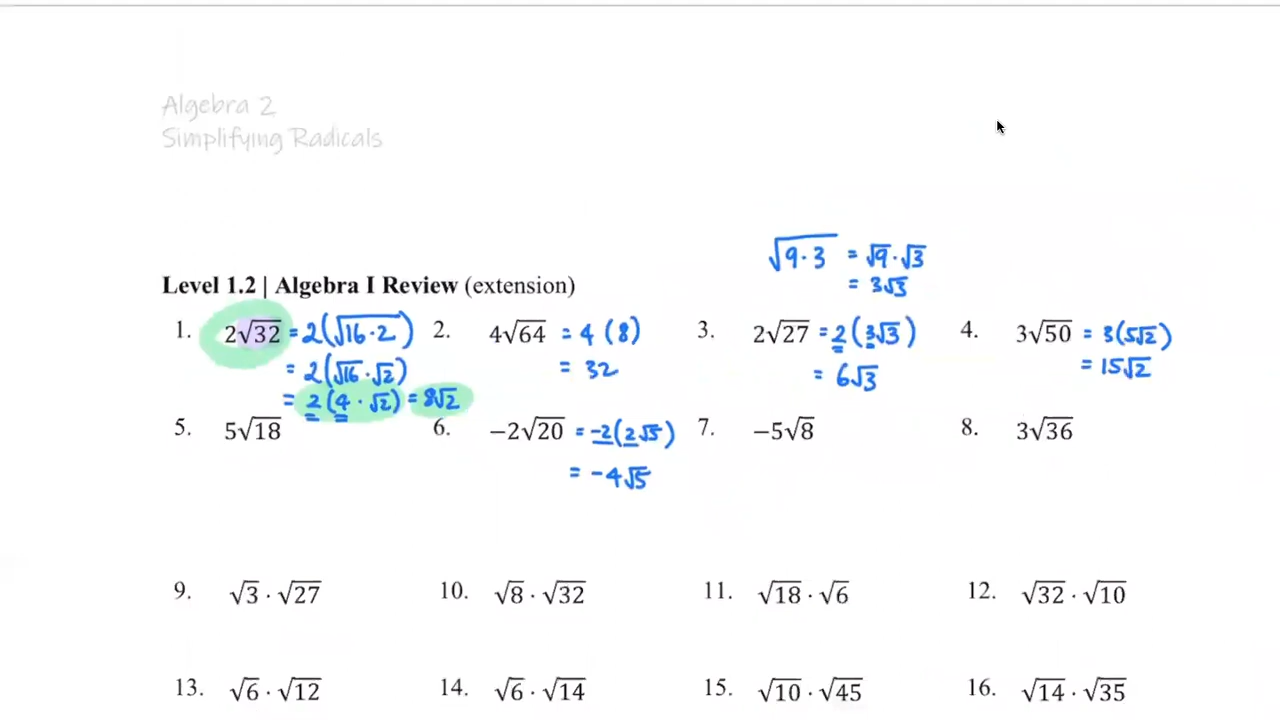 Algebra 2
Simplifying Radicals
√(9·3) = √9·√3
= 3√3
Level 1.2 | Algebra I Review (extension)
1. 2√32 = 2(√(16·2))
= 2(√16·√2)
= 2(4·√2) = 8√2
2. 4√64 = 4(8)
= 32
3. 2√27 = 2(3√3)
= 6√3
4. 3√50 = 3(5√2)
= 15√2
5. 5√18
6. −2√20 = -2(2√5)
= -4√5
7. −5√8
8. 3√36
9. √3 · √27
10. √8 · √32
11. √18 · √6
12. √32 · √10
13. √6 · √12
14. √6 · √14
15. √10 · √45
16. √14 · √35